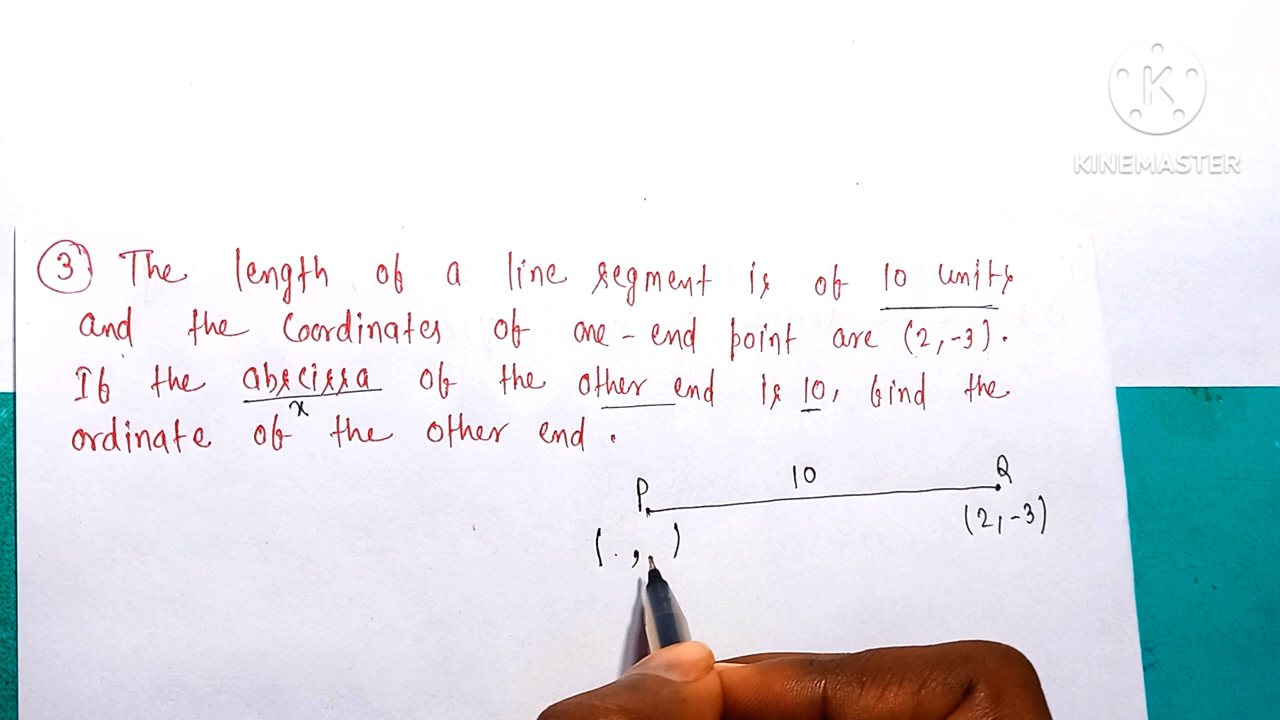 KINEMASTER
③ The length of a line segment is of 10 units
and the Coordinates of one-end point are (2,-3).
If the abscissa of the other end is 10, find the
x
ordinate of the other end.
P 10 Q
(2,-3)
( . , . )